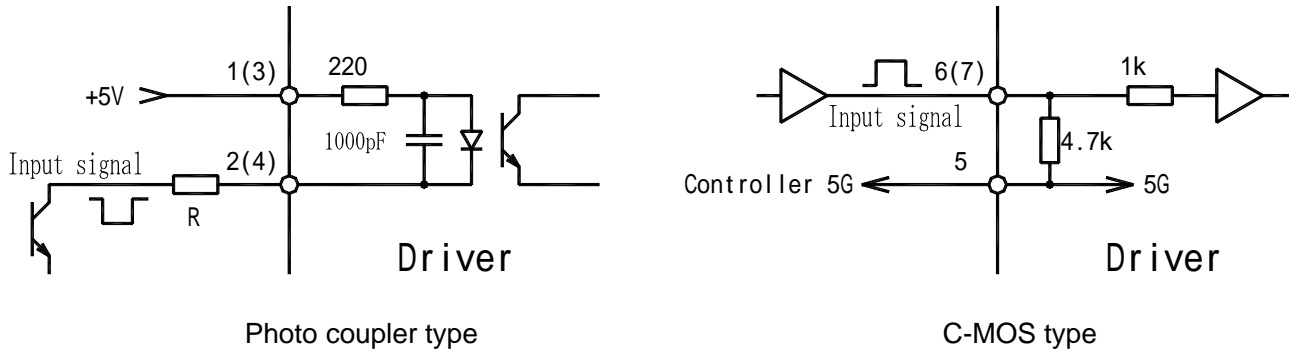 1(3)
220
+5V
1000pF
Input signal
2(4)
R
Driver
Photo coupler type
6(7)
1k
Input signal
4.7k
5
Controller 5G
5G
Driver
C-MOS type